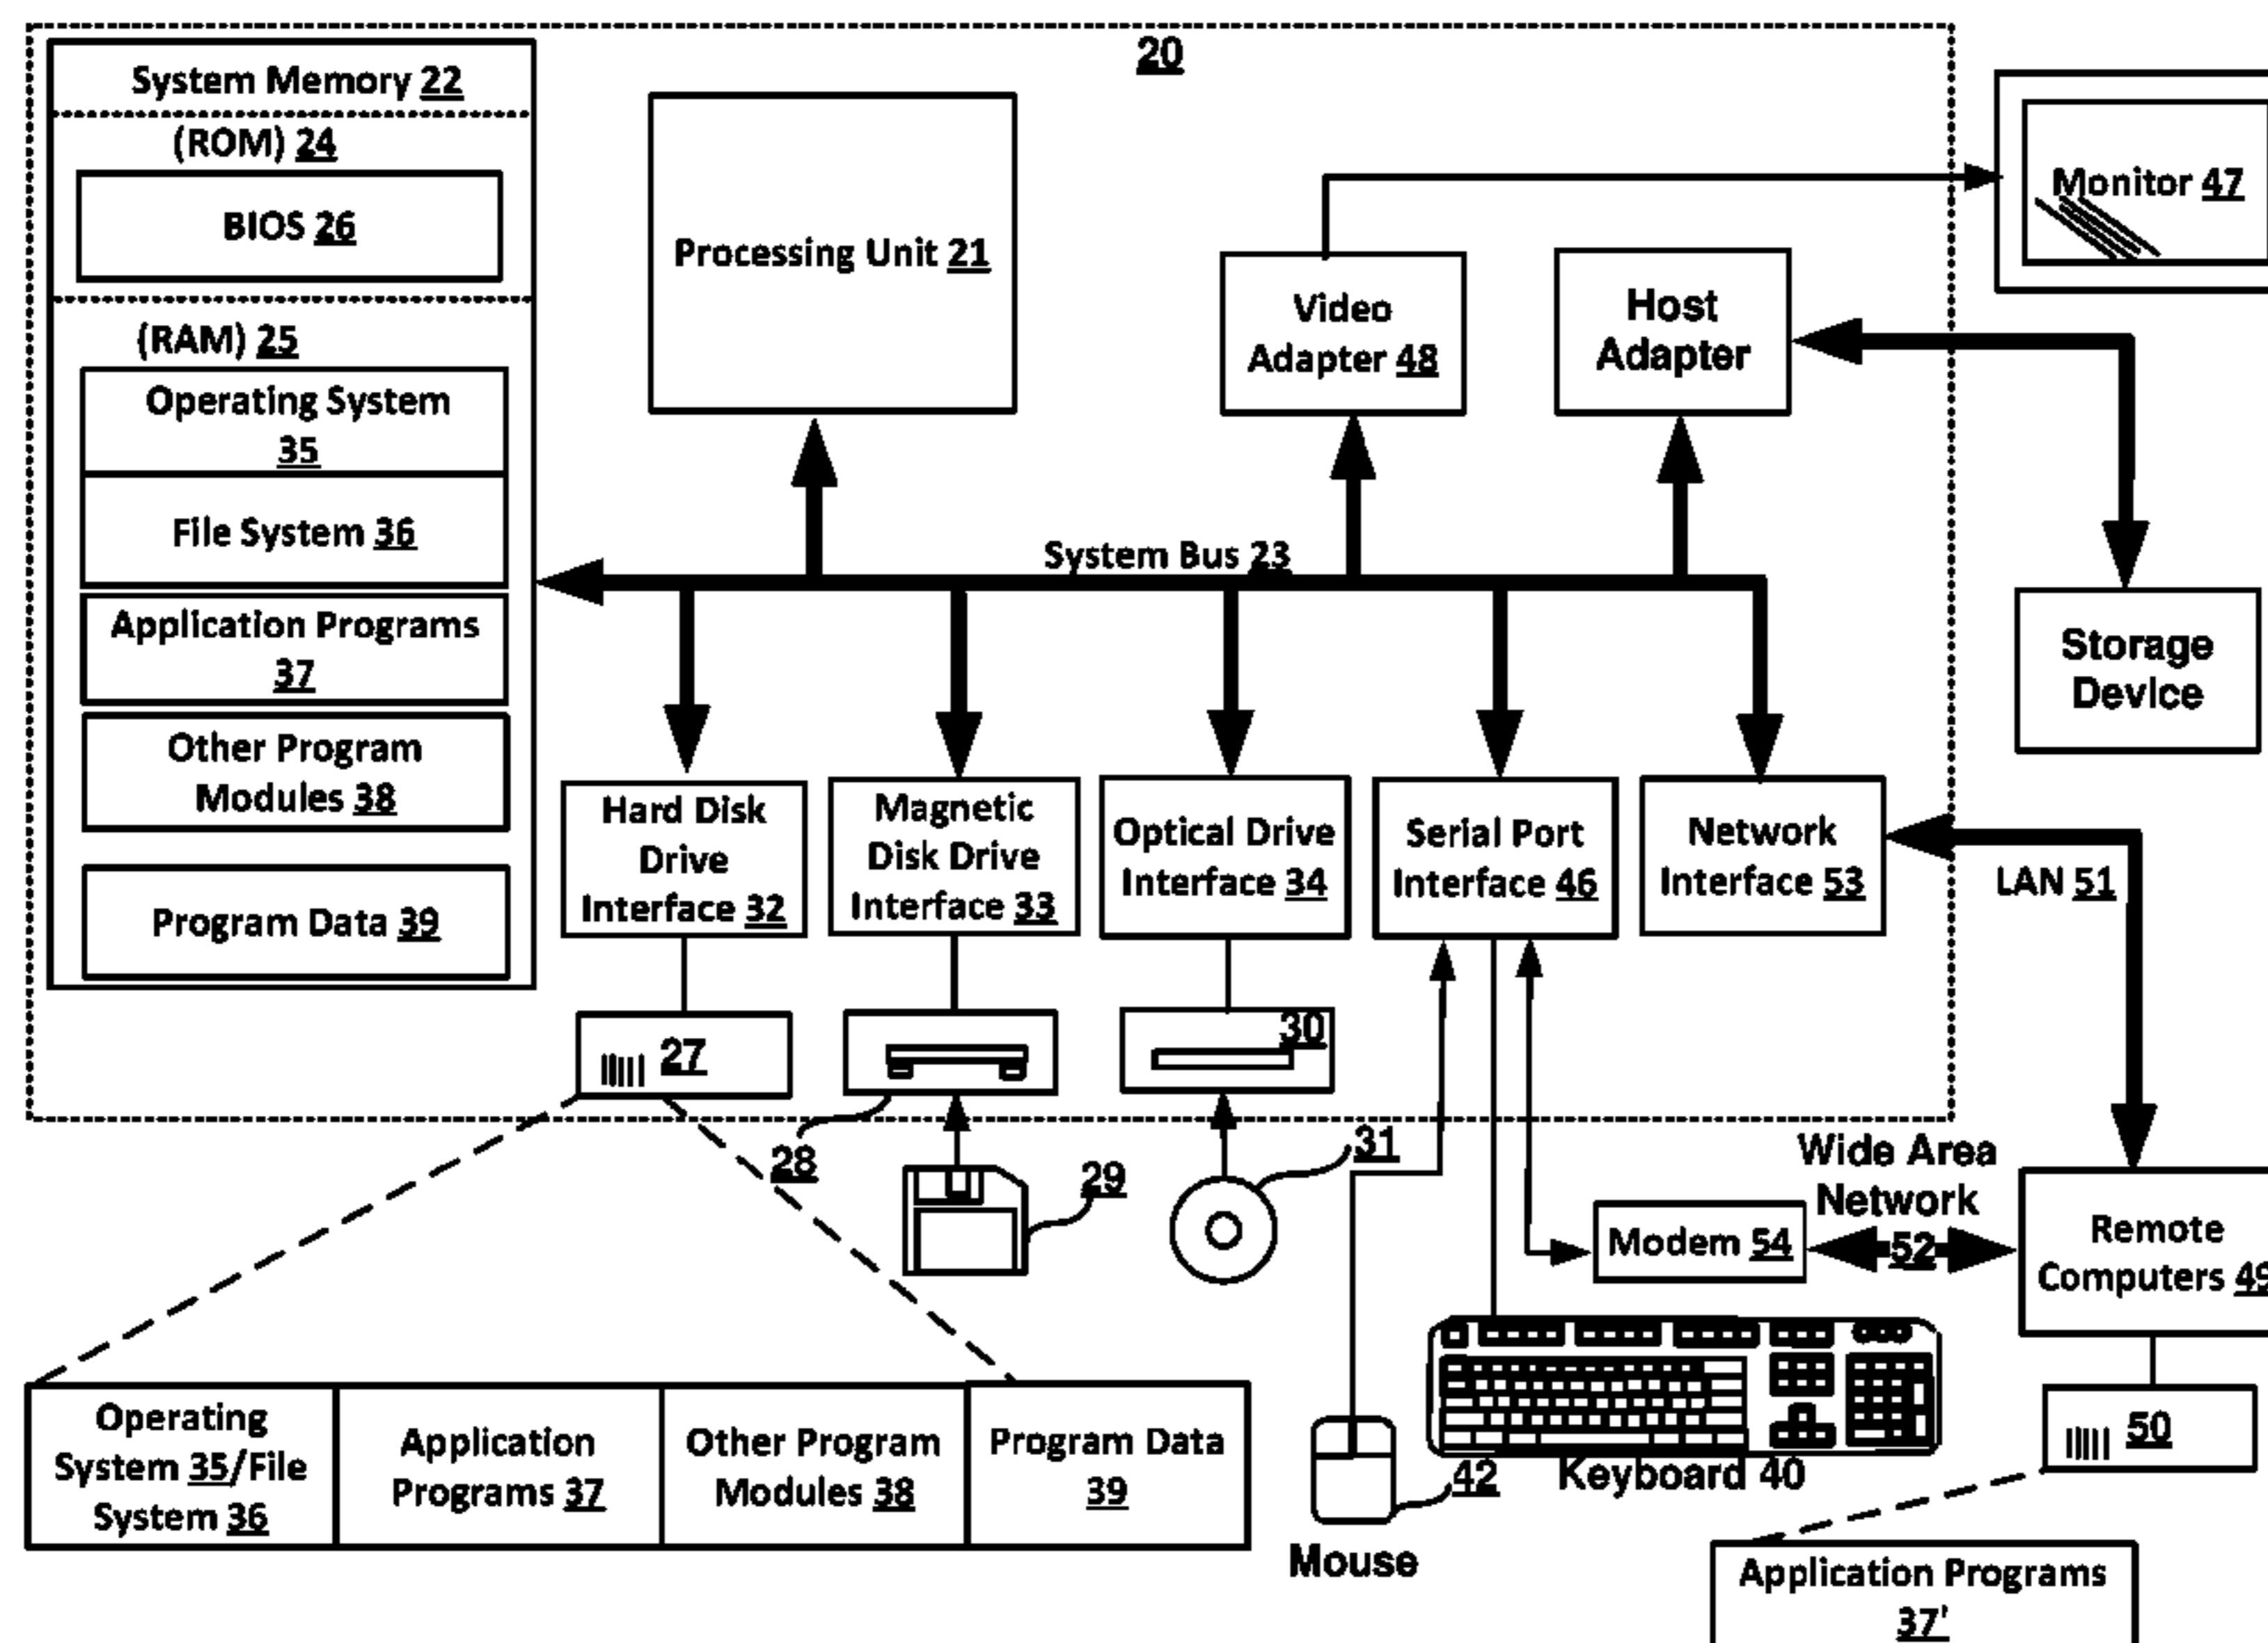 20
System Memory 22
(ROM) 24
BIOS 26
(RAM) 25
Operating System
35
File System 36
Application Programs
37
Other Program
Modules 38
Program Data 39
Processing Unit 21
Video
Adapter 48
Host
Adapter
Monitor 47
System Bus 23
Storage
Device
Hard Disk
Drive
Interface 32
Magnetic
Disk Drive
Interface 33
Optical Drive
Interface 34
Serial Port
Interface 46
Network
Interface 53
LAN 51
27
28
29
30
31
Wide Area
Network
52
Modem 54
Remote
Computers 49
50
Operating
System 35/File
System 36
Application
Programs 37
Other Program
Modules 38
Program Data
39
42
Mouse
Keyboard 40
Application Programs
37'